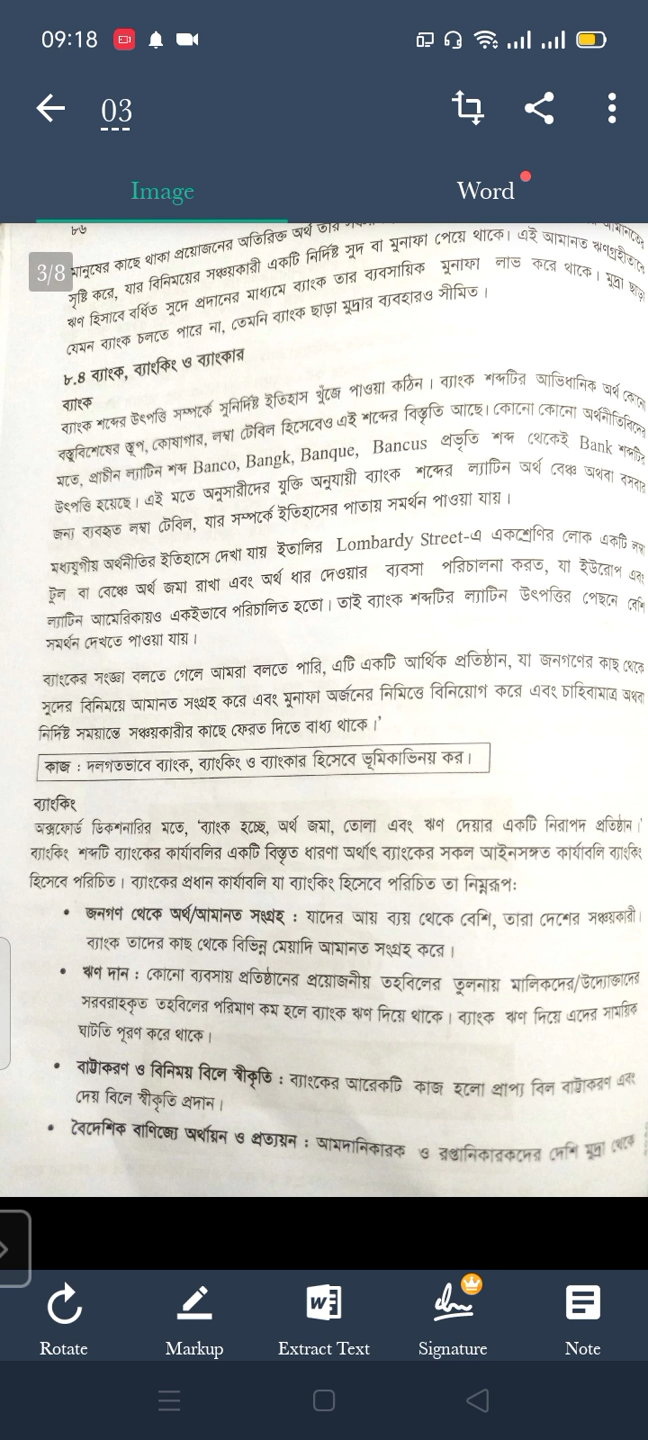 09:18
03
Image
Word
৮৬
3/8
মানুষের কাছে থাকা প্রয়োজনের অতিরিক্ত অর্থ তার
সৃষ্টি করে, যার বিনিময়ের সঞ্চয়কারী একটি নির্দিষ্ট সুদ বা মুনাফা পেয়ে থাকে। এই আমানত ঋণগ্রহীতাকে
ঋণ হিসাবে বর্ধিত সুদে প্রদানের মাধ্যমে ব্যাংক তার ব্যবসায়িক মুনাফা লাভ করে থাকে। মুদ্রা ছাড়া
যেমন ব্যাংক চলতে পারে না, তেমনি ব্যাংক ছাড়া মুদ্রার ব্যবহারও সীমিত।
৮.৪ ব্যাংক, ব্যাংকিং ও ব্যাংকার
ব্যাংক
ব্যাংক শব্দের উৎপত্তি সম্পর্কে সুনির্দিষ্ট ইতিহাস খুঁজে পাওয়া কঠিন। ব্যাংক শব্দটির আভিধানিক অর্থ কোনো
বস্তুবিশেষের স্তূপ, কোষাগার, লম্বা টেবিল হিসেবেও এই শব্দের বিস্তৃতি আছে। কোনো কোনো অর্থনীতিবিদের
মতে, প্রাচীন ল্যাটিন শব্দ Banco, Bangk, Banque, Bancus প্রভৃতি শব্দ থেকেই Bank শব্দটির
উৎপত্তি হয়েছে। এই মতে অনুসারীদের যুক্তি অনুযায়ী ব্যাংক শব্দের ল্যাটিন অর্থ বেঞ্চ অথবা বসবার
জন্য ব্যবহৃত লম্বা টেবিল, যার সম্পর্কে ইতিহাসের পাতায় সমর্থন পাওয়া যায়।
মধ্যযুগীয় অর্থনীতির ইতিহাসে দেখা যায় ইতালির Lombardy Street-এ একশ্রেণির লোক একটি লম্বা
টুল বা বেঞ্চে অর্থ জমা রাখা এবং অর্থ ধার দেওয়ার ব্যবসা পরিচালনা করত, যা ইউরোপ এবং
ল্যাটিন আমেরিকায়ও একইভাবে পরিচালিত হতো। তাই ব্যাংক শব্দটির ল্যাটিন উৎপত্তির পেছনে বেশি
সমর্থন দেখতে পাওয়া যায়।
ব্যাংকের সংজ্ঞা বলতে গেলে আমরা বলতে পারি, এটি একটি আর্থিক প্রতিষ্ঠান, যা জনগণের কাছ থেকে
সুদের বিনিময়ে আমানত সংগ্রহ করে এবং মুনাফা অর্জনের নিমিত্তে বিনিয়োগ করে এবং চাহিবামাত্র অথবা
নির্দিষ্ট সময়ান্তে সঞ্চয়কারীর কাছে ফেরত দিতে বাধ্য থাকে।’
কাজ : দলগতভাবে ব্যাংক, ব্যাংকিং ও ব্যাংকার হিসেবে ভূমিকাভিনয় কর।
ব্যাংকিং
অক্সফোর্ড ডিকশনারির মতে, ‘ব্যাংক হচ্ছে, অর্থ জমা, তোলা এবং ঋণ দেয়ার একটি নিরাপদ প্রতিষ্ঠান।’
ব্যাংকিং শব্দটি ব্যাংকের কার্যাবলির একটি বিস্তৃত ধারণা অর্থাৎ ব্যাংকের সকল আইনসঙ্গত কার্যাবলি ব্যাংকিং
হিসেবে পরিচিত। ব্যাংকের প্রধান কার্যাবলি যা ব্যাংকিং হিসেবে পরিচিত তা নিম্নরূপ:
• জনগণ থেকে অর্থ/আমানত সংগ্রহ : যাদের আয় ব্যয় থেকে বেশি, তারা দেশের সঞ্চয়কারী।
ব্যাংক তাদের কাছ থেকে বিভিন্ন মেয়াদি আমানত সংগ্রহ করে।
• ঋণ দান : কোনো ব্যবসায় প্রতিষ্ঠানের প্রয়োজনীয় তহবিলের তুলনায় মালিকদের/উদ্যোক্তাদের
সরবরাহকৃত তহবিলের পরিমাণ কম হলে ব্যাংক ঋণ দিয়ে থাকে। ব্যাংক ঋণ দিয়ে এদের সাময়িক
ঘাটতি পূরণ করে থাকে।
• বাট্টাকরণ ও বিনিময় বিলে স্বীকৃতি : ব্যাংকের আরেকটি কাজ হলো প্রাপ্য বিল বাট্টাকরণ এবং
দেয় বিলে স্বীকৃতি প্রদান।
• বৈদেশিক বাণিজ্যে অর্থায়ন ও প্রত্যয়ন : আমদানিকারক ও রপ্তানিকারকদের দেশি মুদ্রা থেকে
Rotate
Markup
Extract Text
Signature
Note